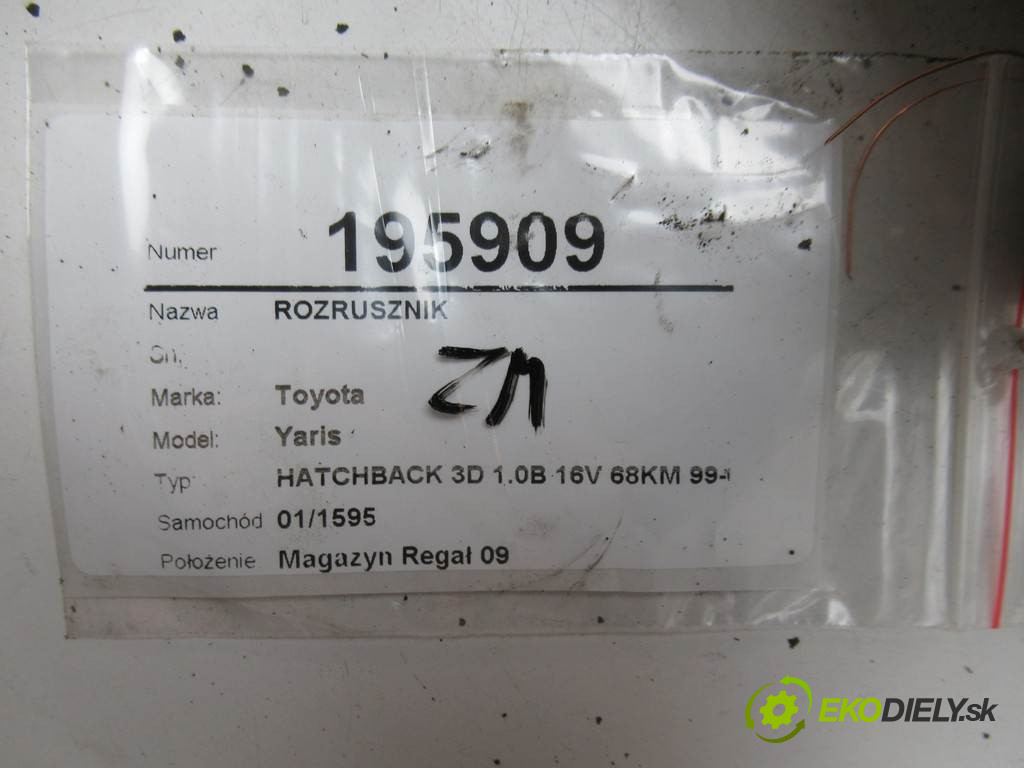 Numer 195909
Nazwa ROZRUSZNIK
Sn.
Marka: Toyota
ZM
Model: Yaris
Typ HATCHBACK 3D 1.0B 16V 68KM 99-
Samochód 01/1595
Położenie Magazyn Regał 09
EKODIELY.sk